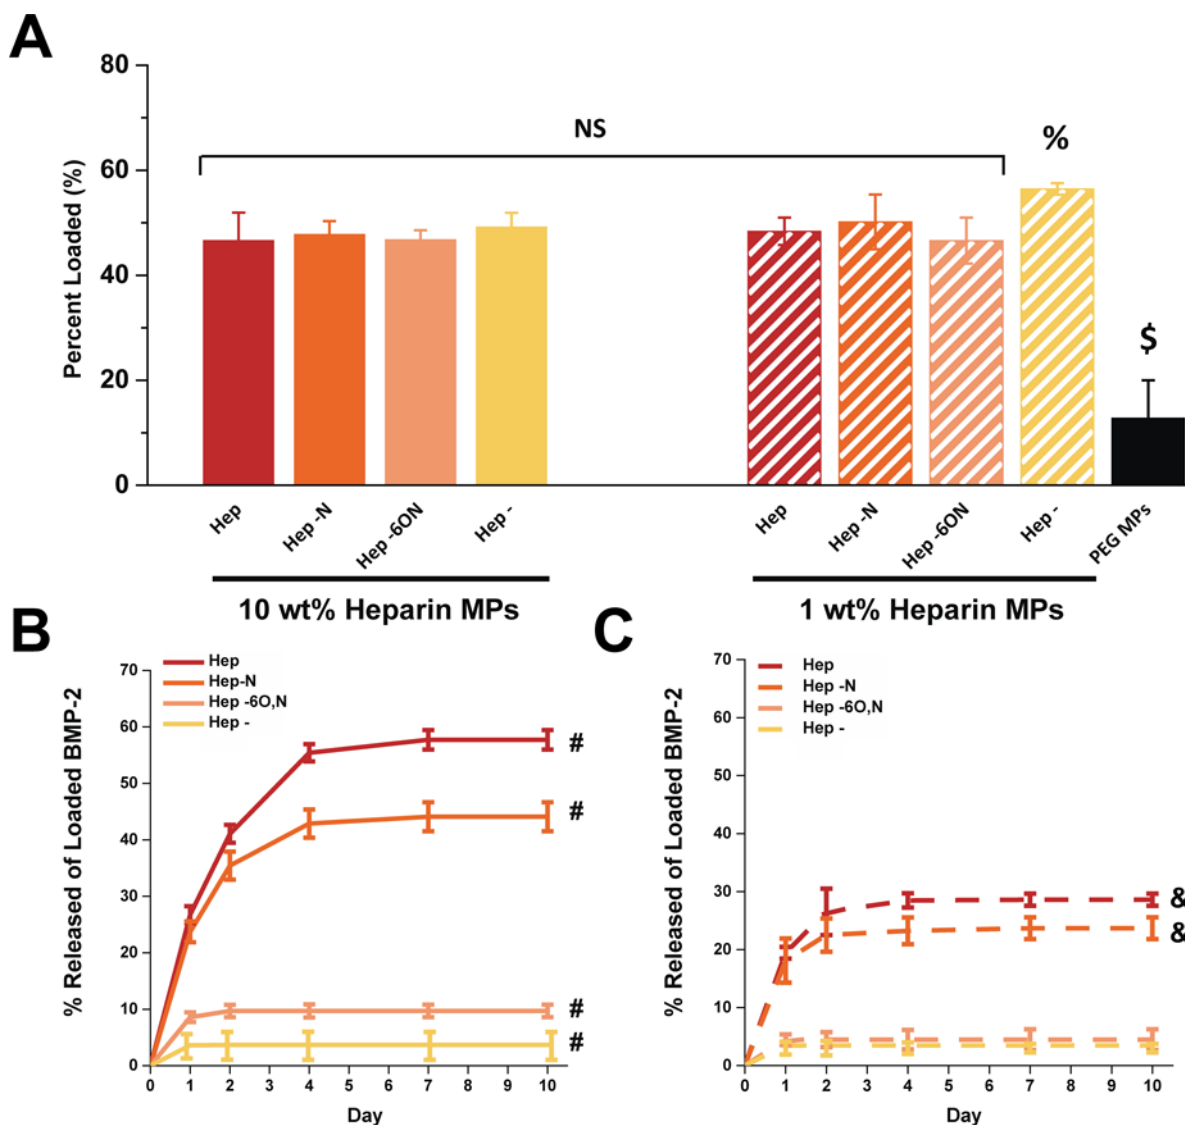 A
Percent Loaded (%)
80
60
40
20
0
NS
%
$
Hep
Hep -N
Hep -6ON
Hep -
Hep
Hep -N
Hep -6ON
Hep -
PEG MPs
10 wt% Heparin MPs
1 wt% Heparin MPs
B
% Released of Loaded BMP-2
70
60
50
40
30
20
10
0
Hep
Hep-N
Hep -6O,N
Hep -
#
#
#
#
0 1 2 3 4 5 6 7 8 9 10
Day
C
% Released of Loaded BMP-2
70
60
50
40
30
20
10
0
Hep
Hep -N
Hep -6O,N
Hep -
&
&
0 1 2 3 4 5 6 7 8 9 10
Day